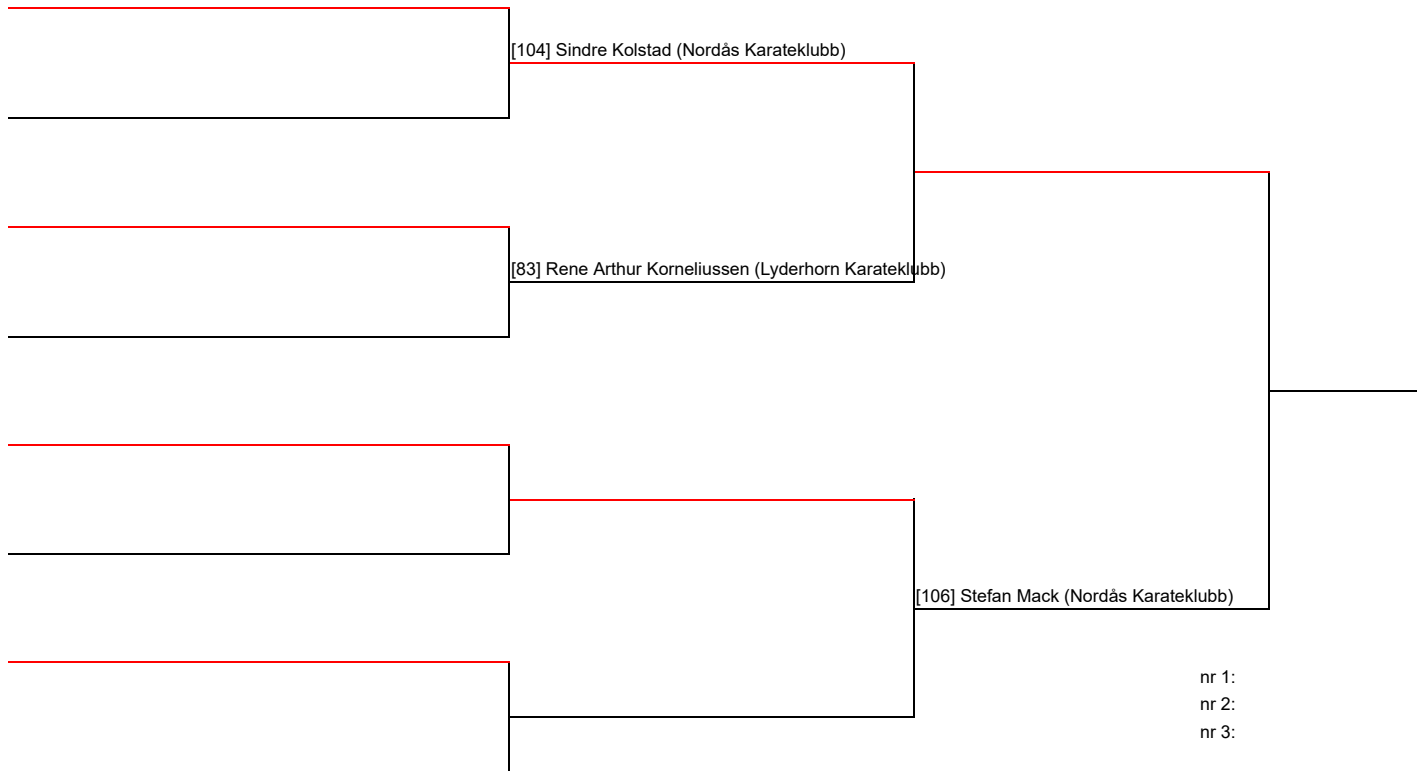 [104] Sindre Kolstad (Nordås Karateklubb)
[83] Rene Arthur Korneliussen (Lyderhorn Karateklubb)
[106] Stefan Mack (Nordås Karateklubb)
nr 1:
nr 2:
nr 3: